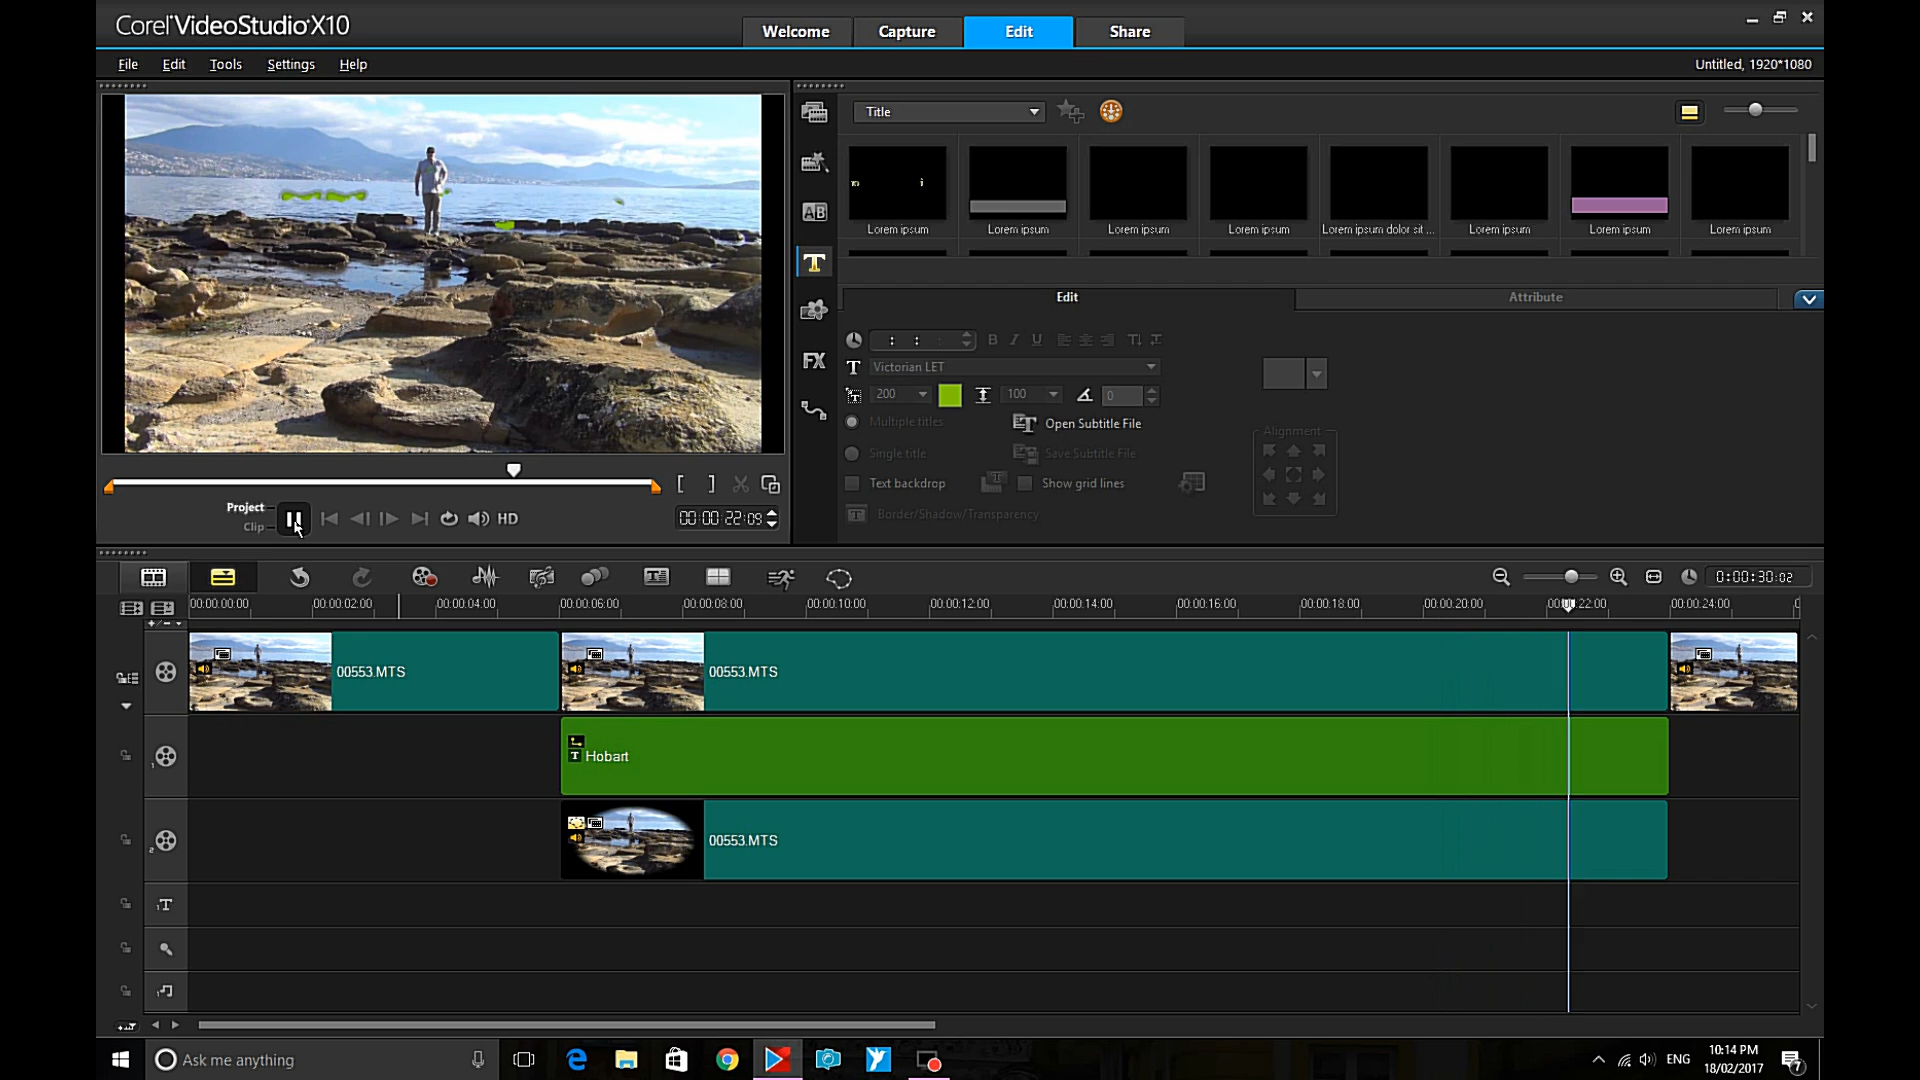 Corel VideoStudio X10
Welcome
Capture
Edit
Share
File
Edit
Tools
Settings
Help
Untitled, 1920*1080
Title
Lorem ipsum
Lorem ipsum
Lorem ipsum
Lorem ipsum
Lorem ipsum dolor sit ...
Lorem ipsum
Lorem ipsum
Lorem ipsum
AB
T
FX
Edit
Attribute
: :
B I U
T Victorian LET
200
100
0
Multiple titles
Open Subtitle File
Single title
Save Subtitle File
Text backdrop
Show grid lines
Border/Shadow/Transparency
Alignment
Project
Clip
HD
00:00:22:09
0:00:30:02
00:00:00:00
00:00:02:00
00:00:04:00
00:00:06:00
00:00:08:00
00:00:10:00
00:00:12:00
00:00:14:00
00:00:16:00
00:00:18:00
00:00:20:00
00:00:24:00
00553.MTS
00553.MTS
1
T Hobart
2
00553.MTS
1T
Ask me anything
ENG
10:14 PM
18/02/2017
7